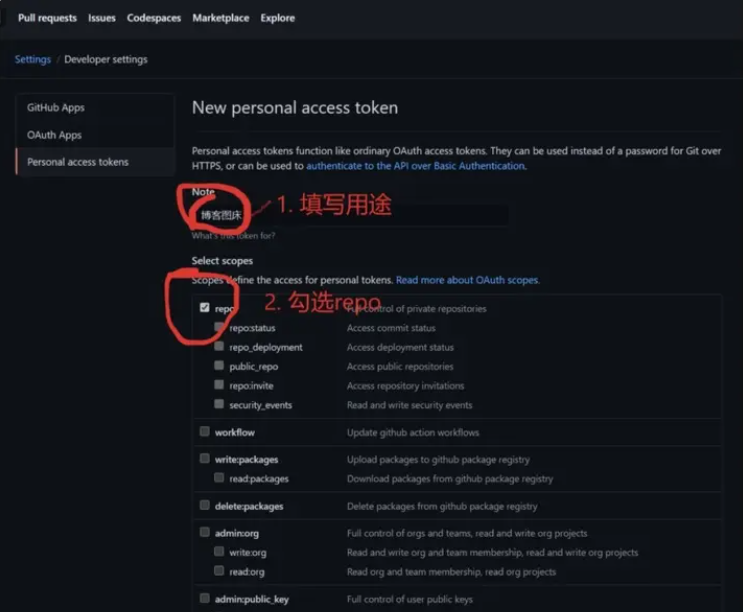 Pull requests Issues Codespaces Marketplace Explore
Settings / Developer settings
GitHub Apps
OAuth Apps
Personal access tokens
New personal access token
Personal access tokens function like ordinary OAuth access tokens. They can be used instead of a password for Git over
HTTPS, or can be used to authenticate to the API over Basic Authentication.
Note
博客图床
1. 填写用途
What's this token for?
Select scopes
Scopes define the access for personal tokens. Read more about OAuth scopes.
2. 勾选repo
repo Full control of private repositories
repo:status Access commit status
repo_deployment Access deployment status
public_repo Access public repositories
repo:invite Access repository invitations
security_events Read and write security events
workflow Update github action workflows
write:packages Upload packages to github package registry
read:packages Download packages from github package registry
delete:packages Delete packages from github package registry
admin:org Full control of orgs and teams, read and write org projects
write:org Read and write org and team membership, read and write org projects
read:org Read org and team membership, read org projects
admin:public_key Full control of user public keys